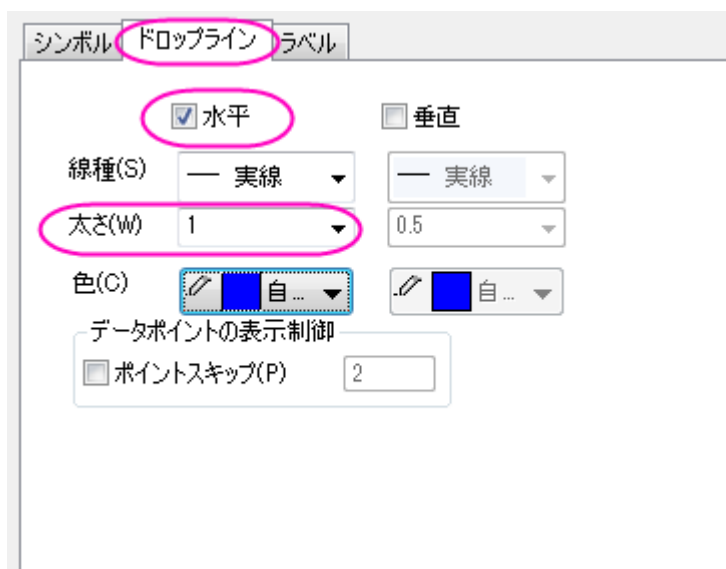 シンボル ドロップライン ラベル
水平 垂直
線種(S) 実線 実線
太さ(W) 1 0.5
色(C) 自... 自...
データポイントの表示制御
ポイントスキップ(P) 2